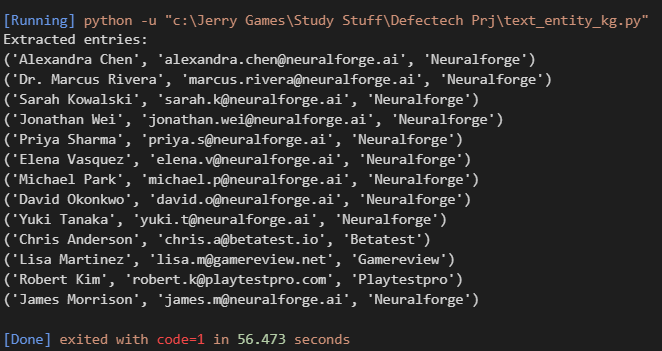 [Running] python -u "c:\Jerry Games\Study Stuff\Defectech Prj\text_entity_kg.py"
Extracted entries:
('Alexandra Chen', 'alexandra.chen@neuralforge.ai', 'Neuralforge')
('Dr. Marcus Rivera', 'marcus.rivera@neuralforge.ai', 'Neuralforge')
('Sarah Kowalski', 'sarah.k@neuralforge.ai', 'Neuralforge')
('Jonathan Wei', 'jonathan.wei@neuralforge.ai', 'Neuralforge')
('Priya Sharma', 'priya.s@neuralforge.ai', 'Neuralforge')
('Elena Vasquez', 'elena.v@neuralforge.ai', 'Neuralforge')
('Michael Park', 'michael.p@neuralforge.ai', 'Neuralforge')
('David Okonkwo', 'david.o@neuralforge.ai', 'Neuralforge')
('Yuki Tanaka', 'yuki.t@neuralforge.ai', 'Neuralforge')
('Chris Anderson', 'chris.a@betatest.io', 'Betatest')
('Lisa Martinez', 'lisa.m@gamereview.net', 'Gamereview')
('Robert Kim', 'robert.k@playtestpro.com', 'Playtestpro')
('James Morrison', 'james.m@neuralforge.ai', 'Neuralforge')
[Done] exited with code=1 in 56.473 seconds